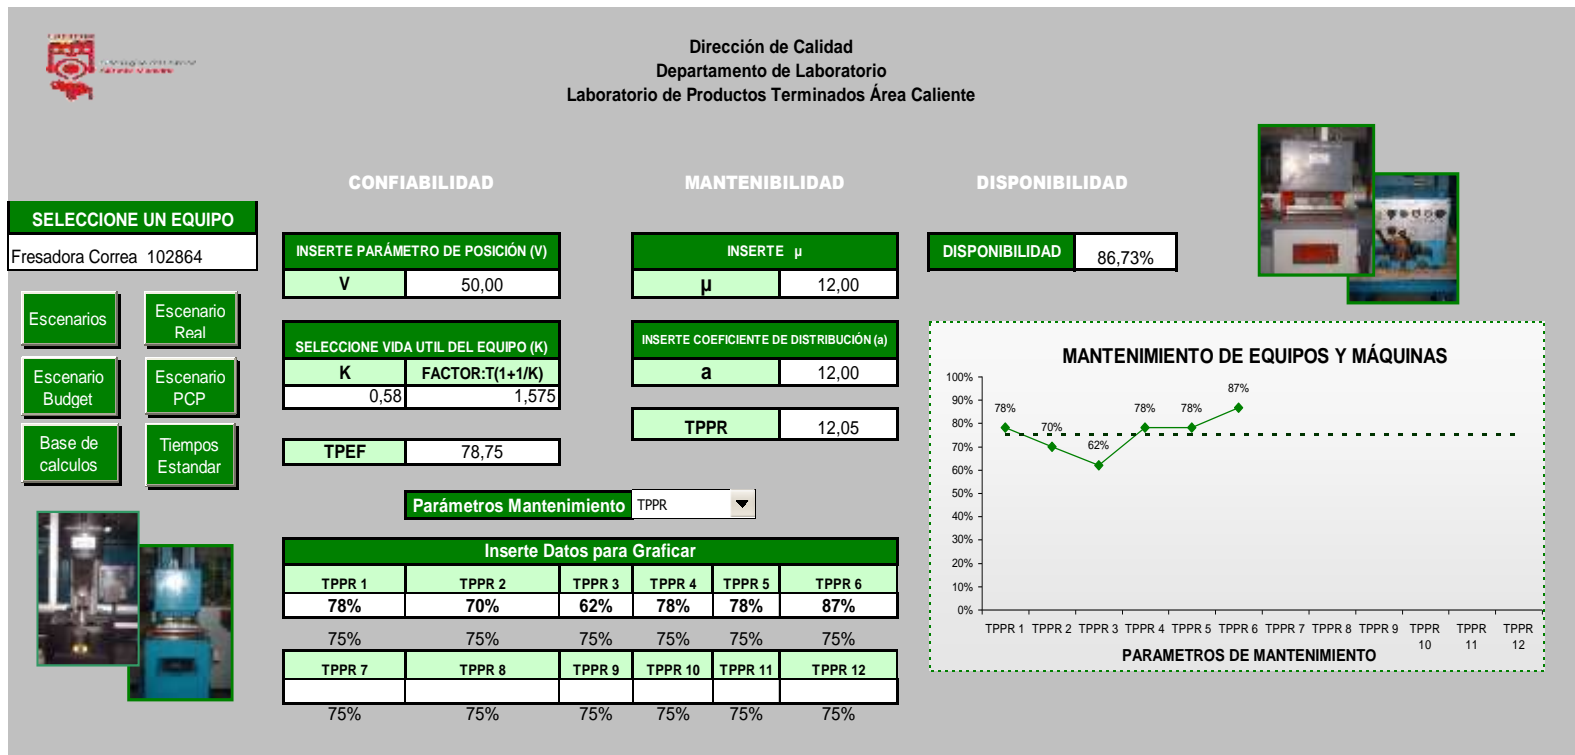 Dirección de Calidad
Departamento de Laboratorio
Laboratorio de Productos Terminados Área Caliente
CONFIABILIDAD
MANTENIBILIDAD
DISPONIBILIDAD
SELECCIONE UN EQUIPO
Fresadora Correa 102864
Escenarios
Escenario
Real
Escenario
Budget
Escenario
PCP
Base de
calculos
Tiempos
Estandar
INSERTE PARÁMETRO DE POSICIÓN (V)
V 50,00
SELECCIONE VIDA UTIL DEL EQUIPO (K)
K FACTOR:T(1+1/K)
0,58 1,575
TPEF 78,75
INSERTE µ
µ 12,00
INSERTE COEFICIENTE DE DISTRIBUCIÓN (a)
a 12,00
TPPR 12,05
DISPONIBILIDAD 86,73%
Parámetros Mantenimiento TPPR
Inserte Datos para Graficar
TPPR 1 TPPR 2 TPPR 3 TPPR 4 TPPR 5 TPPR 6
78% 70% 62% 78% 78% 87%
75% 75% 75% 75% 75% 75%
TPPR 7 TPPR 8 TPPR 9 TPPR 10 TPPR 11 TPPR 12
75% 75% 75% 75% 75% 75%
MANTENIMIENTO DE EQUIPOS Y MÁQUINAS
100%
90%
80%
70%
60%
50%
40%
30%
20%
10%
0%
78% 70% 62% 78% 78% 87%
TPPR 1 TPPR 2 TPPR 3 TPPR 4 TPPR 5 TPPR 6 TPPR 7 TPPR 8 TPPR 9 TPPR 10 TPPR 11 TPPR 12
PARAMETROS DE MANTENIMIENTO